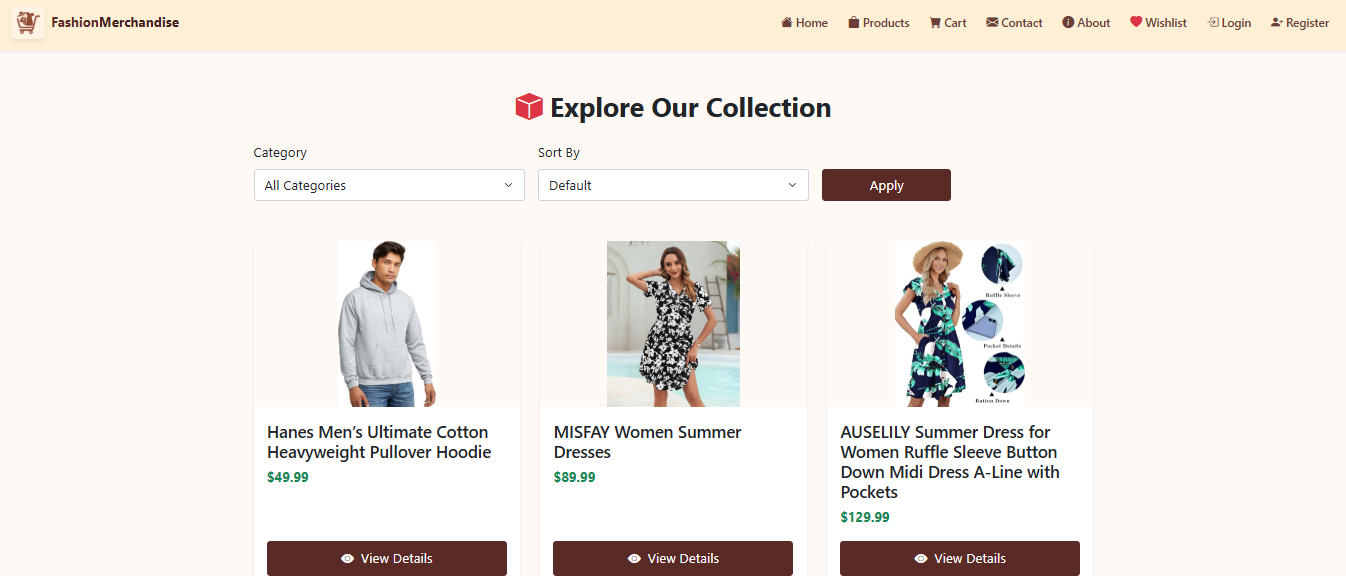 FashionMerchandise
Home Products Cart Contact About Wishlist Login Register
Explore Our Collection
Category
Sort By
All Categories
Default
Apply
Ruffle Sleeve
Pocket Details
Button Down
Hanes Men’s Ultimate Cotton
Heavyweight Pullover Hoodie
$49.99
View Details
MISFAY Women Summer
Dresses
$89.99
View Details
AUSELILY Summer Dress for
Women Ruffle Sleeve Button
Down Midi Dress A-Line with
Pockets
$129.99
View Details